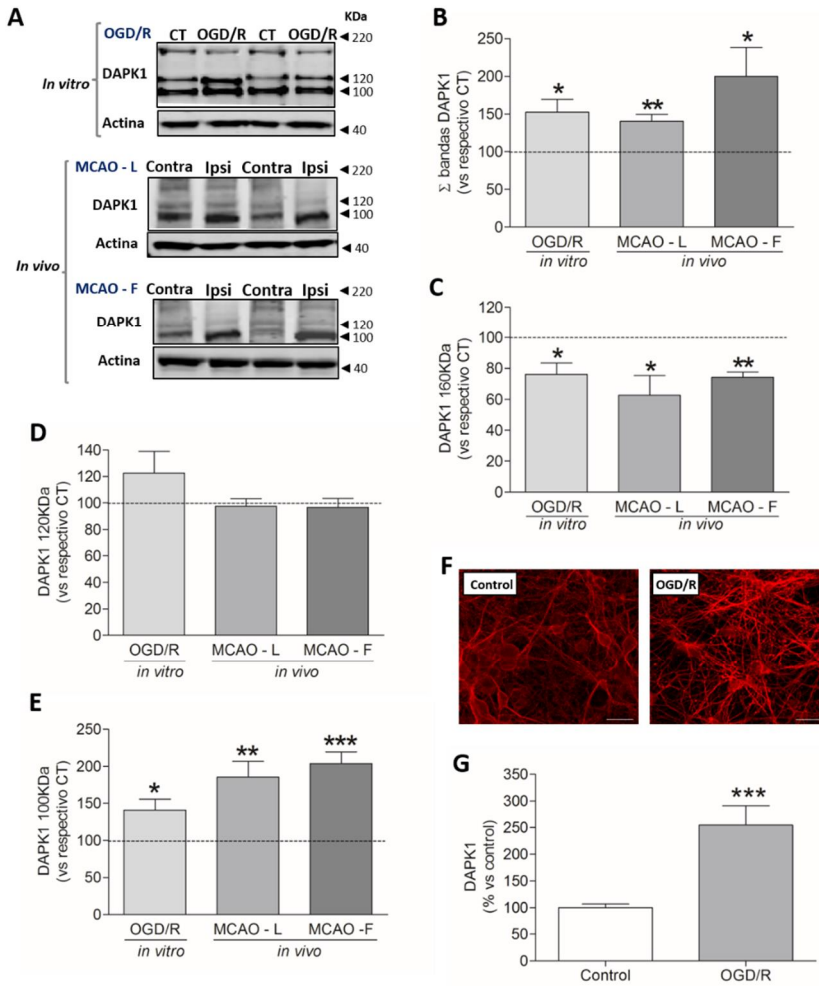 A
KDa
OGD/R CT OGD/R CT OGD/R ◄ 220
In vitro
DAPK1
◄ 120
◄ 100
Actina
◄ 40
MCAO - L Contra Ipsi Contra Ipsi ◄ 220
DAPK1
◄ 120
◄ 100
Actina
◄ 40
In vivo
MCAO - F Contra Ipsi Contra Ipsi ◄ 220
DAPK1
◄ 120
◄ 100
Actina
◄ 40
B
Σ bandas DAPK1
(vs respectivo CT)
250
200
150
100
50
0
*
**
*
OGD/R MCAO - L MCAO - F
in vitro in vivo
C
DAPK1 160KDa
(vs respectivo CT)
120
100
80
60
40
20
0
*
*
**
OGD/R MCAO - L MCAO - F
in vitro in vivo
D
DAPK1 120KDa
(vs respectivo CT)
140
120
100
80
60
40
20
0
OGD/R MCAO - L MCAO - F
in vitro in vivo
E
DAPK1 100KDa
(vs respectivo CT)
250
200
150
100
50
0
*
**
***
OGD/R MCAO - L MCAO -F
in vitro in vivo
F
Control
OGD/R
G
DAPK1
(% vs control)
350
300
250
200
150
100
50
0
***
Control OGD/R